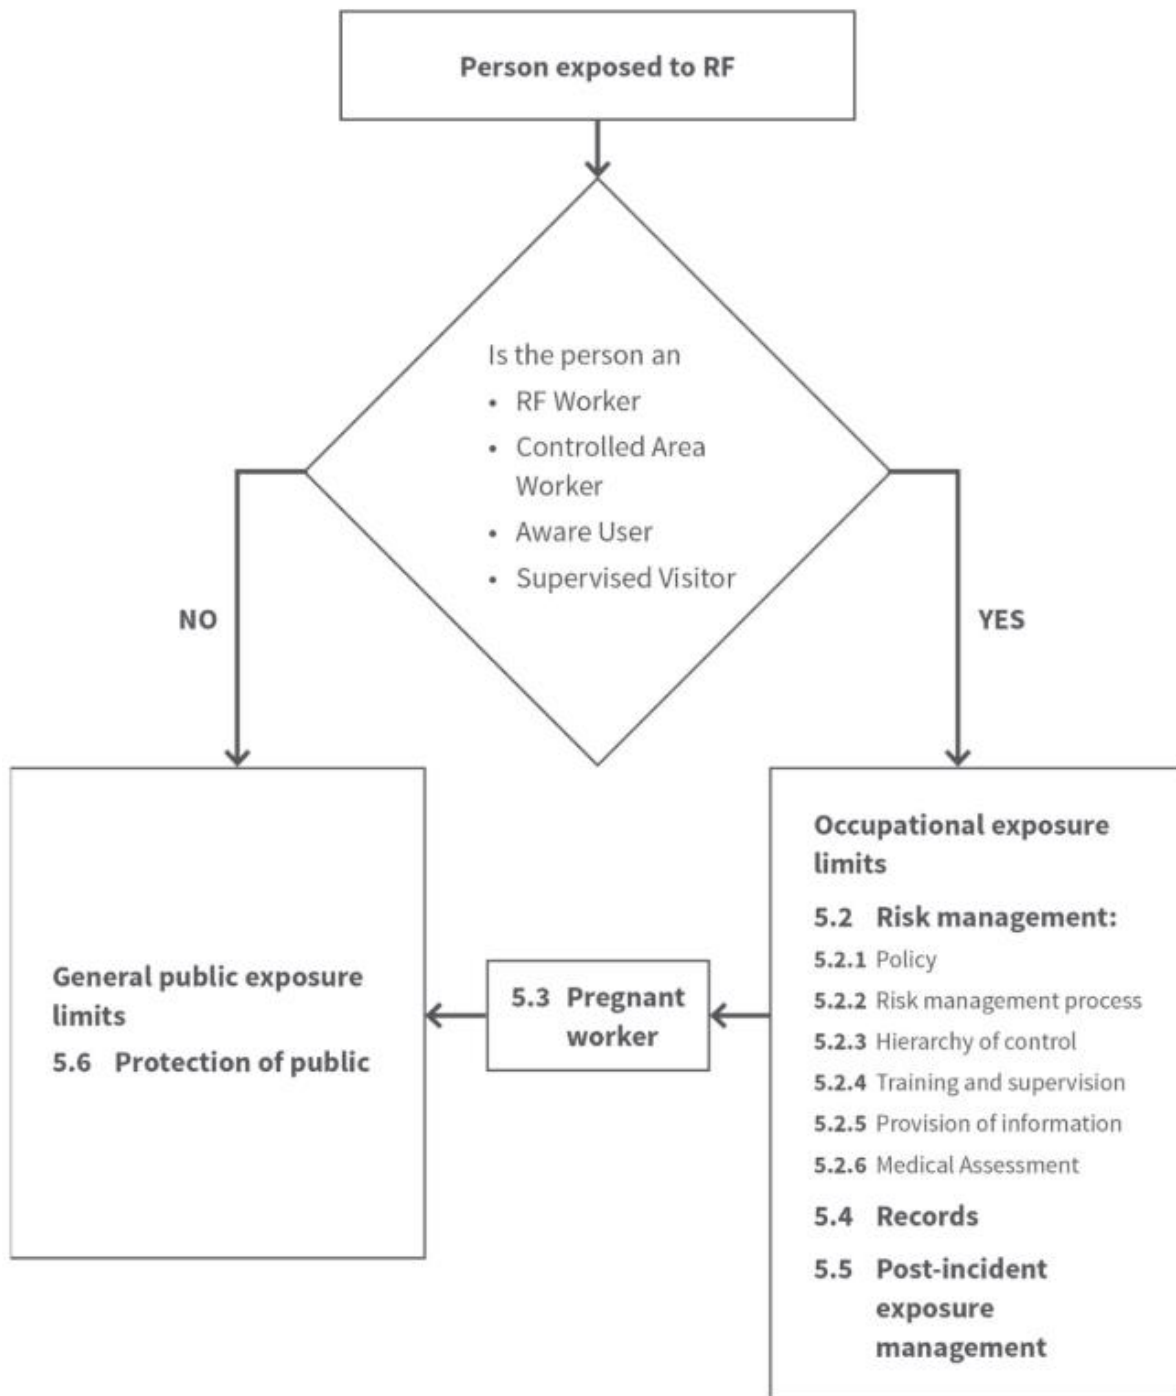 Person exposed to RF
Is the person an
• RF Worker
• Controlled Area
Worker
• Aware User
• Supervised Visitor
NO
YES
General public exposure
limits
5.6 Protection of public
5.3 Pregnant
worker
Occupational exposure
limits
5.2 Risk management:
5.2.1 Policy
5.2.2 Risk management process
5.2.3 Hierarchy of control
5.2.4 Training and supervision
5.2.5 Provision of information
5.2.6 Medical Assessment
5.4 Records
5.5 Post-incident
exposure
management